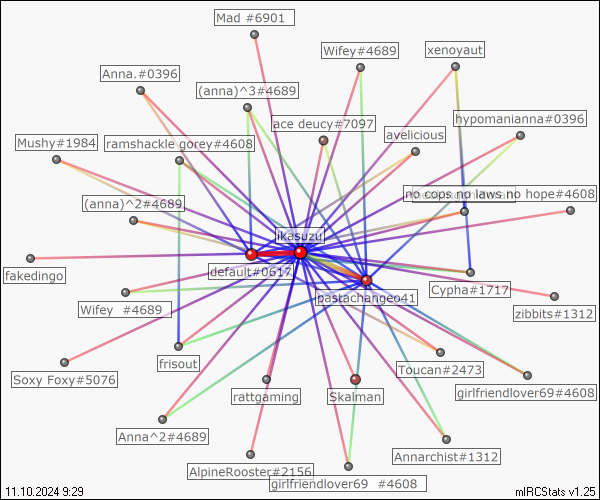 Mad #6901
Wifey#4689
xenoyaut
Anna.#0396
(anna)^3#4689
ace deucy#7097
hypomanianna#0396
avelicious
Mushy#1984
ramshackle gorey#4608
no cops no laws no hope#4608
(anna)^2#4689
ikasuzu
default#0617
fakedingo
pastachangeo41
Cypha#1717
Wifey  #4689
zibbits#1312
frisout
Toucan#2473
Soxy Foxy#5076
rattgaming
Skalman
girlfriendlover69#4608
Anna^2#4689
Annarchist#1312
AlpineRooster#2156
girlfriendlover69  #4608
11.10.2024 9:29
mIRCStats v1.25